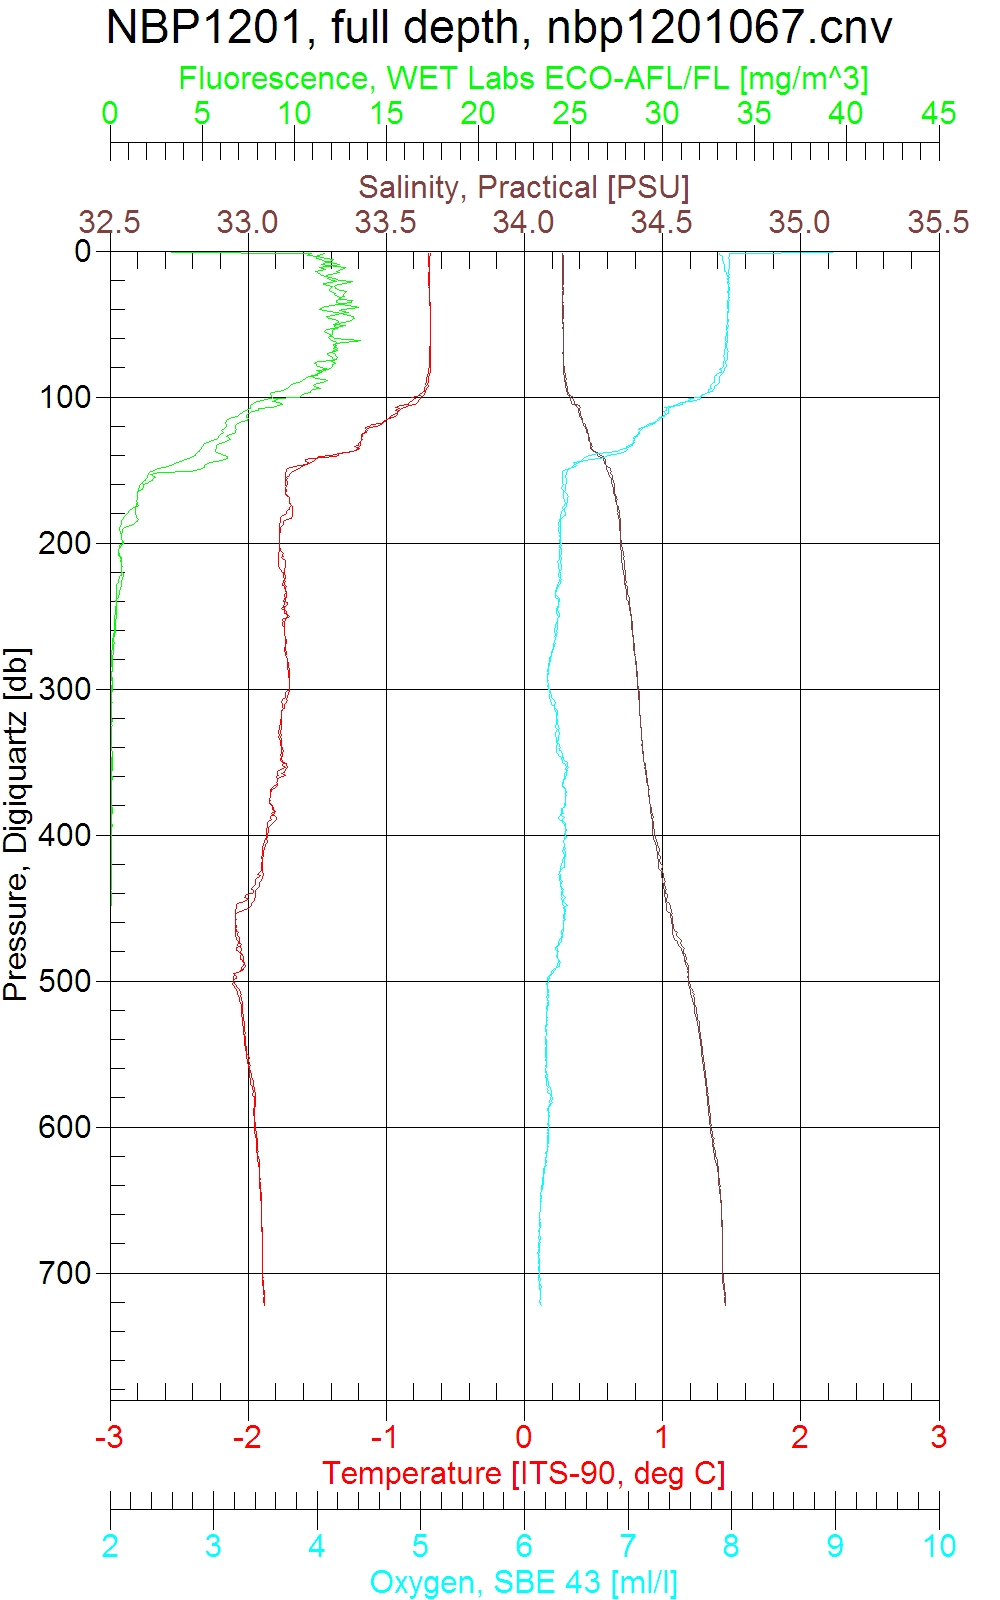 NBP1201, full depth, nbp1201067.cnv
Fluorescence, WET Labs ECO-AFL/FL [mg/m^3]
0 5 10 15 20 25 30 35 40 45
Salinity, Practical [PSU]
32.5 33.0 33.5 34.0 34.5 35.0 35.5
0
100
200
300
400
500
600
700
Pressure, Digiquartz [db]
-3 -2 -1 0 1 2 3
Temperature [ITS-90, deg C]
2 3 4 5 6 7 8 9 10
Oxygen, SBE 43 [ml/l]